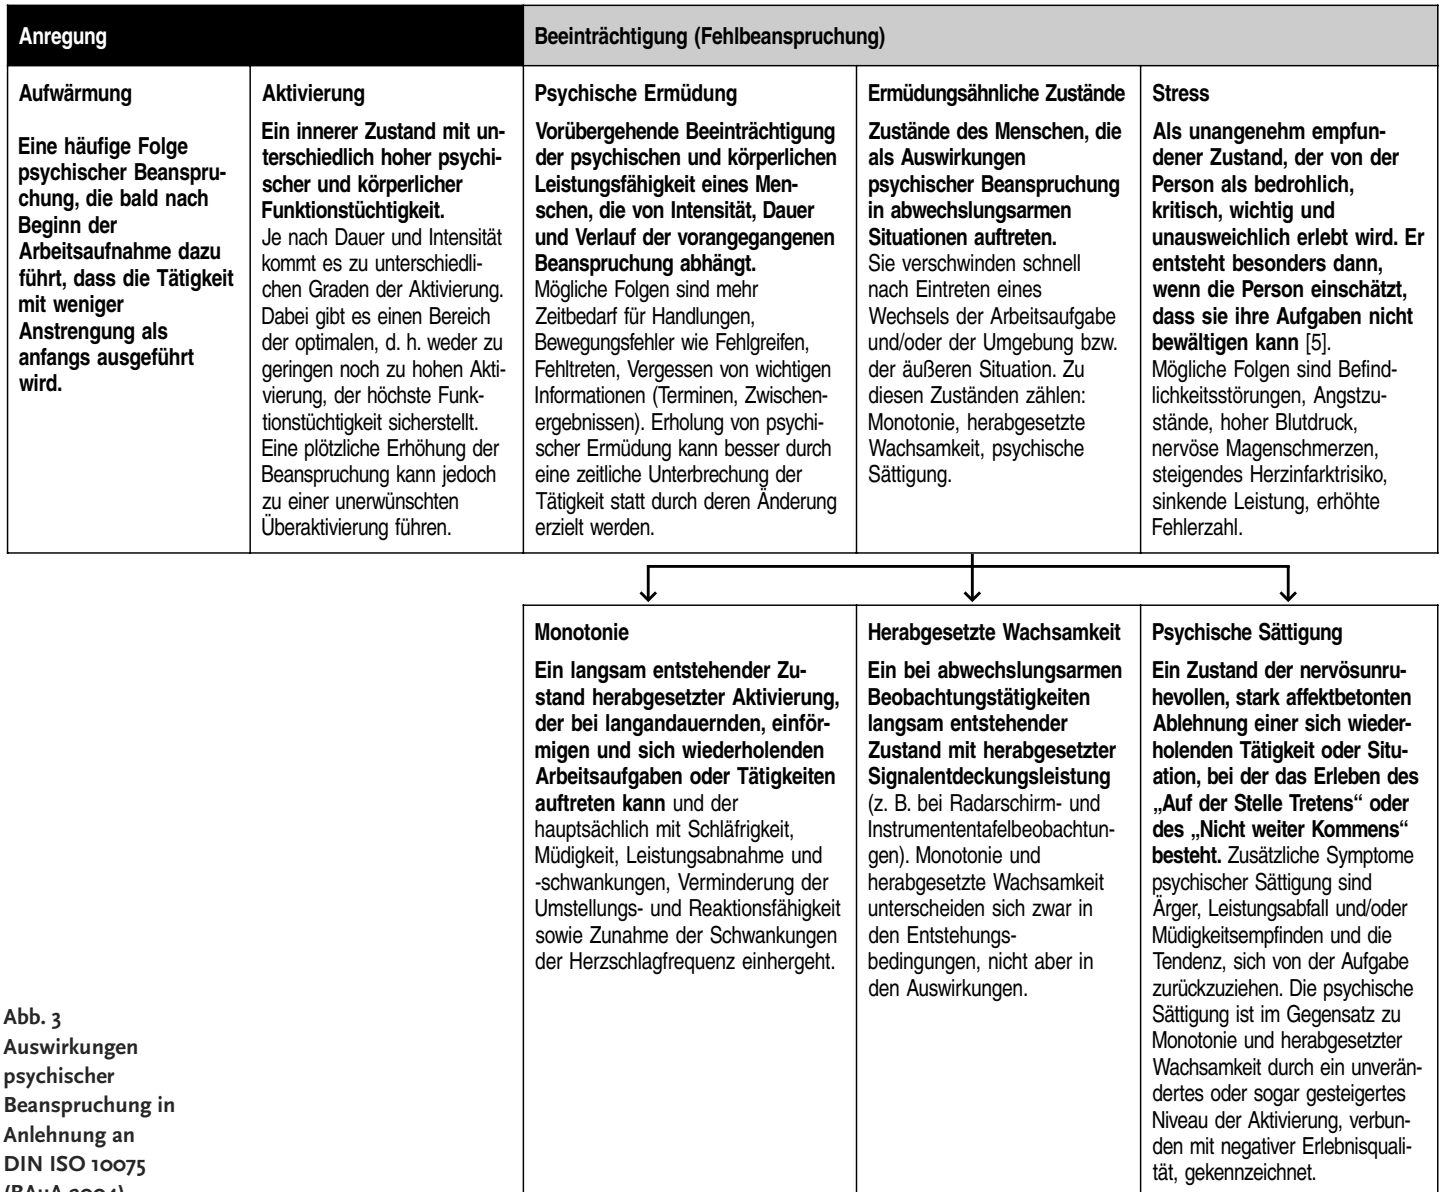 Anregung
Beeinträchtigung (Fehlbeanspruchung)
Aufwärmung
Eine häufige Folge
psychischer Beanspru-
chung, die bald nach
Beginn der
Arbeitsaufnahme dazu
führt, dass die Tätigkeit
mit weniger
Anstrengung als
anfangs ausgeführt
wird.
Aktivierung
Ein innerer Zustand mit un-
terschiedlich hoher psychi-
scher und körperlicher
Funktionstüchtigkeit.
Je nach Dauer und Intensität
kommt es zu unterschiedli-
chen Graden der Aktivierung.
Dabei gibt es einen Bereich
der optimalen, d. h. weder zu
geringen noch zu hohen Akti-
vierung, der höchste Funk-
tionstüchtigkeit sicherstellt.
Eine plötzliche Erhöhung der
Beanspruchung kann jedoch
zu einer unerwünschten
Überaktivierung führen.
Psychische Ermüdung
Vorübergehende Beeinträchtigung
der psychischen und körperlichen
Leistungsfähigkeit eines Men-
schen, die von Intensität, Dauer
und Verlauf der vorangegangenen
Beanspruchung abhängt.
Mögliche Folgen sind mehr
Zeitbedarf für Handlungen,
Bewegungsfehler wie Fehlgreifen,
Fehltreten, Vergessen von wichtigen
Informationen (Terminen, Zwischen-
ergebnissen). Erholung von psychi-
scher Ermüdung kann besser durch
eine zeitliche Unterbrechung der
Tätigkeit statt durch deren Änderung
erzielt werden.
Ermüdungsähnliche Zustände
Zustände des Menschen, die
als Auswirkungen
psychischer Beanspruchung
in abwechslungsarmen
Situationen auftreten.
Sie verschwinden schnell
nach Eintreten eines
Wechsels der Arbeitsaufgabe
und/oder der Umgebung bzw.
der äußeren Situation. Zu
diesen Zuständen zählen:
Monotonie, herabgesetzte
Wachsamkeit, psychische
Sättigung.
Stress
Als unangenehm empfun-
dener Zustand, der von der
Person als bedrohlich,
kritisch, wichtig und
unausweichlich erlebt wird. Er
entsteht besonders dann,
wenn die Person einschätzt,
dass sie ihre Aufgaben nicht
bewältigen kann [5].
Mögliche Folgen sind Befind-
lichkeitsstörungen, Angstzu-
stände, hoher Blutdruck,
nervöse Magenschmerzen,
steigendes Herzinfarktrisiko,
sinkende Leistung, erhöhte
Fehlerzahl.
Monotonie
Ein langsam entstehender Zu-
stand herabgesetzter Aktivierung,
der bei langandauernden, einför-
migen und sich wiederholenden
Arbeitsaufgaben oder Tätigkeiten
auftreten kann und der
hauptsächlich mit Schläfrigkeit,
Müdigkeit, Leistungsabnahme und
-schwankungen, Verminderung der
Umstellungs- und Reaktionsfähigkeit
sowie Zunahme der Schwankungen
der Herzschlagfrequenz einhergeht.
Herabgesetzte Wachsamkeit
Ein bei abwechslungsarmen
Beobachtungstätigkeiten
langsam entstehender
Zustand mit herabgesetzter
Signalentdeckungsleistung
(z. B. bei Radarschirm- und
Instrumententafelbeobachtun-
gen). Monotonie und
herabgesetzte Wachsamkeit
unterscheiden sich zwar in
den Entstehungs-
bedingungen, nicht aber in
den Auswirkungen.
Psychische Sättigung
Ein Zustand der nervösunru-
hevollen, stark affektbetonten
Ablehnung einer sich wieder-
holenden Tätigkeit oder Situ-
ation, bei der das Erleben des
„Auf der Stelle Tretens“ oder
des „Nicht weiter Kommens“
besteht. Zusätzliche Symptome
psychischer Sättigung sind
Ärger, Leistungsabfall und/oder
Müdigkeitsempfinden und die
Tendenz, sich von der Aufgabe
zurückzuziehen. Die psychische
Sättigung ist im Gegensatz zu
Monotonie und herabgesetzter
Wachsamkeit durch ein unverän-
dertes oder sogar gesteigertes
Niveau der Aktivierung, verbun-
den mit negativer Erlebnisquali-
tät, gekennzeichnet.
Abb. 3
Auswirkungen
psychischer
Beanspruchung in
Anlehnung an
DIN ISO 10075
(BAuA 2004)